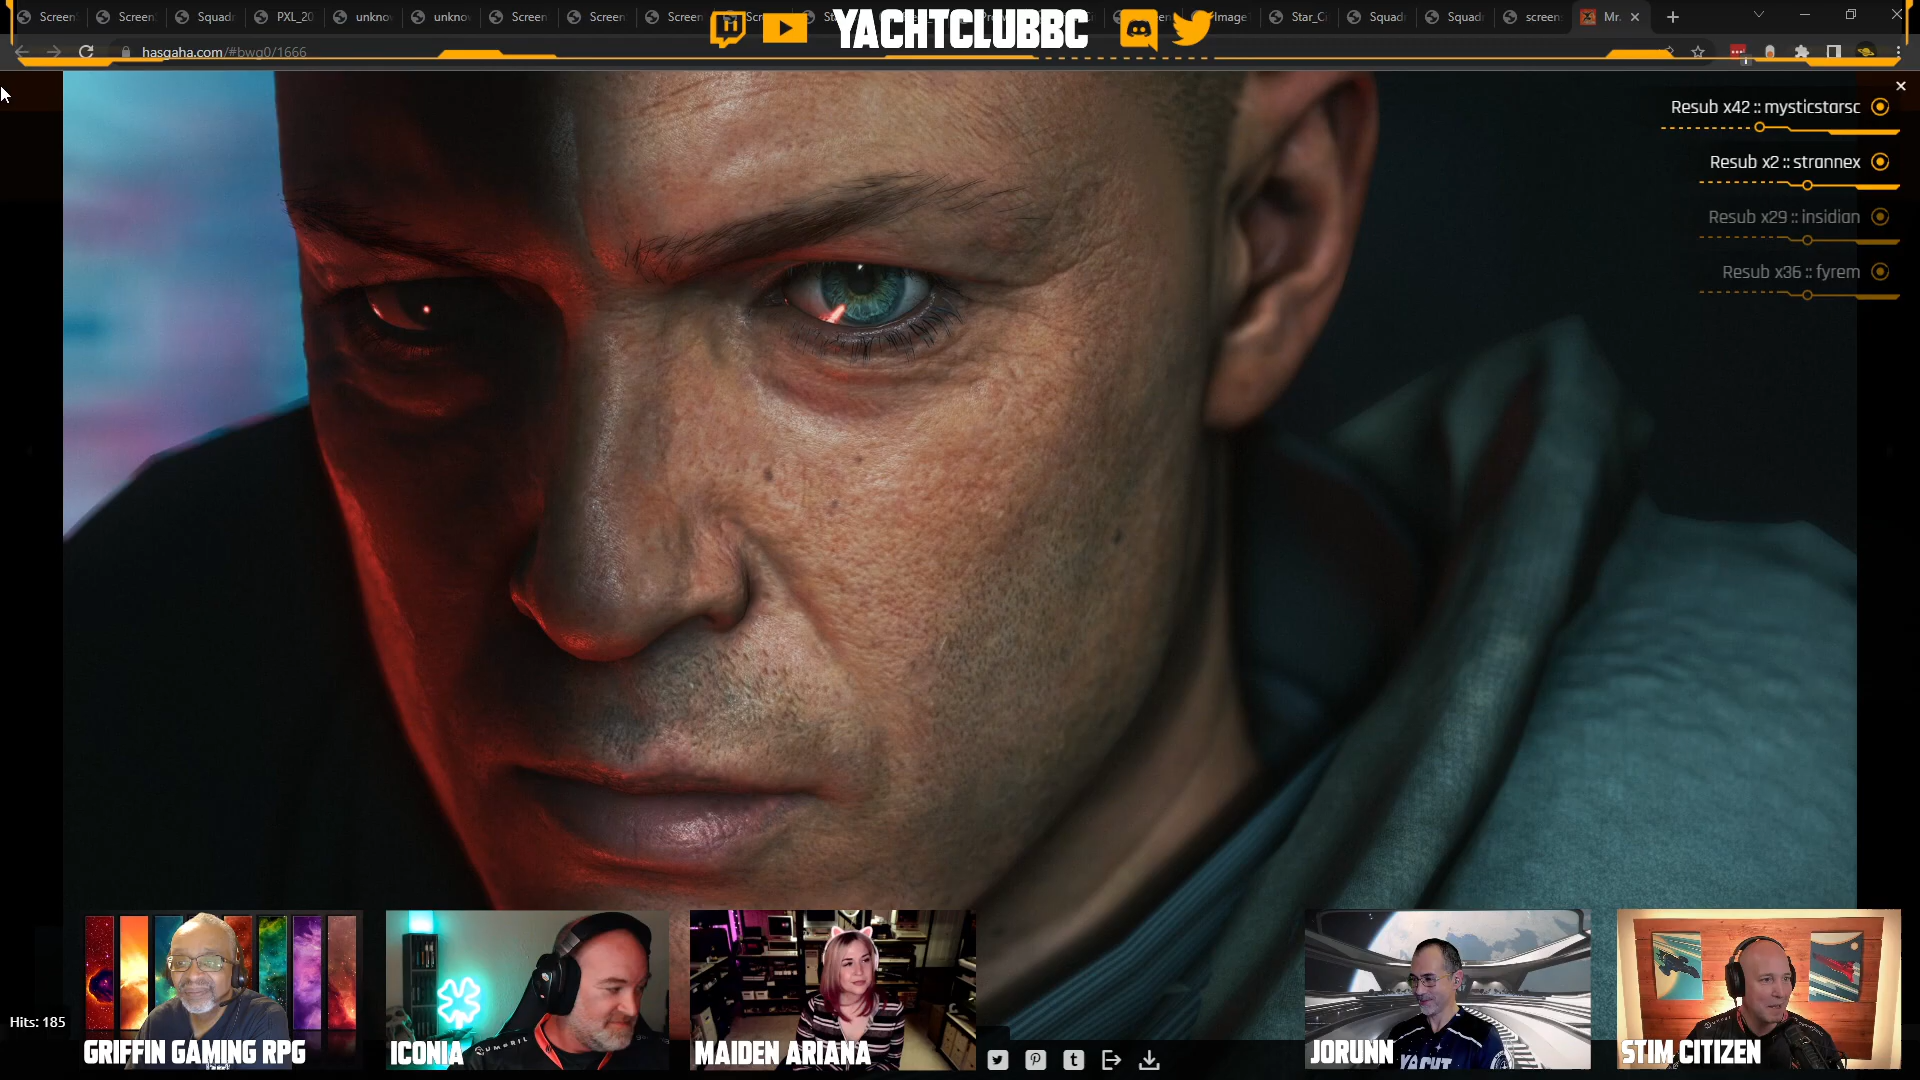 Screen
Screen
Squadr
PXL_20
unkno
unkno
Screen
Screen
Screen
Star_C
Squad
Squad
screen
Mr.
YACHTCLUBBC
hasgaha.com/#bwg0/1666
Resub x42 :: mysticstarsc
Resub x2 :: strannex
Resub x29 :: insidian
Resub x36 :: fyrem
Hits: 185
GRIFFIN GAMING RPG
ICONIA
MAIDEN ARIANA
JORUNN
YACHT
STIM CITIZEN